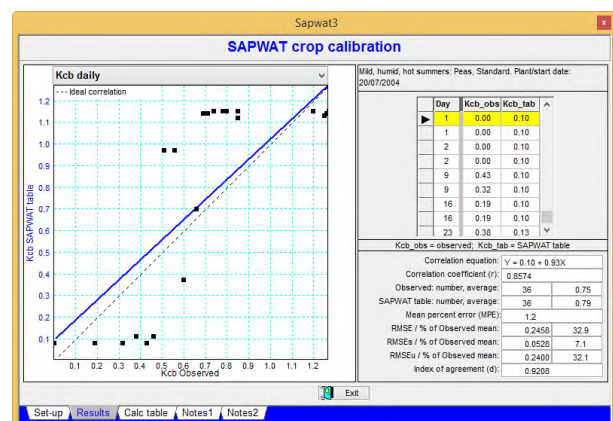 Sapwat3
x
SAPWAT crop calibration
Kcb daily
Mild, humid, hot summers: Peas, Standard. Plant/start date:
20/07/2004
--- Ideal correlation
1.2
1.1
1.0
0.9
0.8
0.7
0.6
0.5
0.4
0.3
0.2
0.1
Kcb SAPWAT table
0.1 0.2 0.3 0.4 0.5 0.6 0.7 0.8 0.9 1.0 1.1 1.2
Kcb Observed
Day Kcb_obs Kcb_tab
1 0.00 0.10
1 0.00 0.10
2 0.00 0.10
2 0.00 0.10
9 0.43 0.10
9 0.32 0.10
16 0.19 0.10
16 0.19 0.10
23 0.38 0.13
Kcb_obs = observed; Kcb_tab = SAPWAT table
Correlation equation: Y = 0.10 + 0.93X
Correlation coefficient (r): 0.8574
Observed: number, average: 36 0.75
SAPWAT table: number, average: 36 0.79
Mean percent error (MPE): 1.2
RMSE / % of Observed mean: 0.2458 32.9
RMSEs / % of Observed mean: 0.0528 7.1
RMSEu / % of Observed mean: 0.2400 32.1
Index of agreement (d): 0.9208
Exit
Set-up Results Calc table Notes1 Notes2